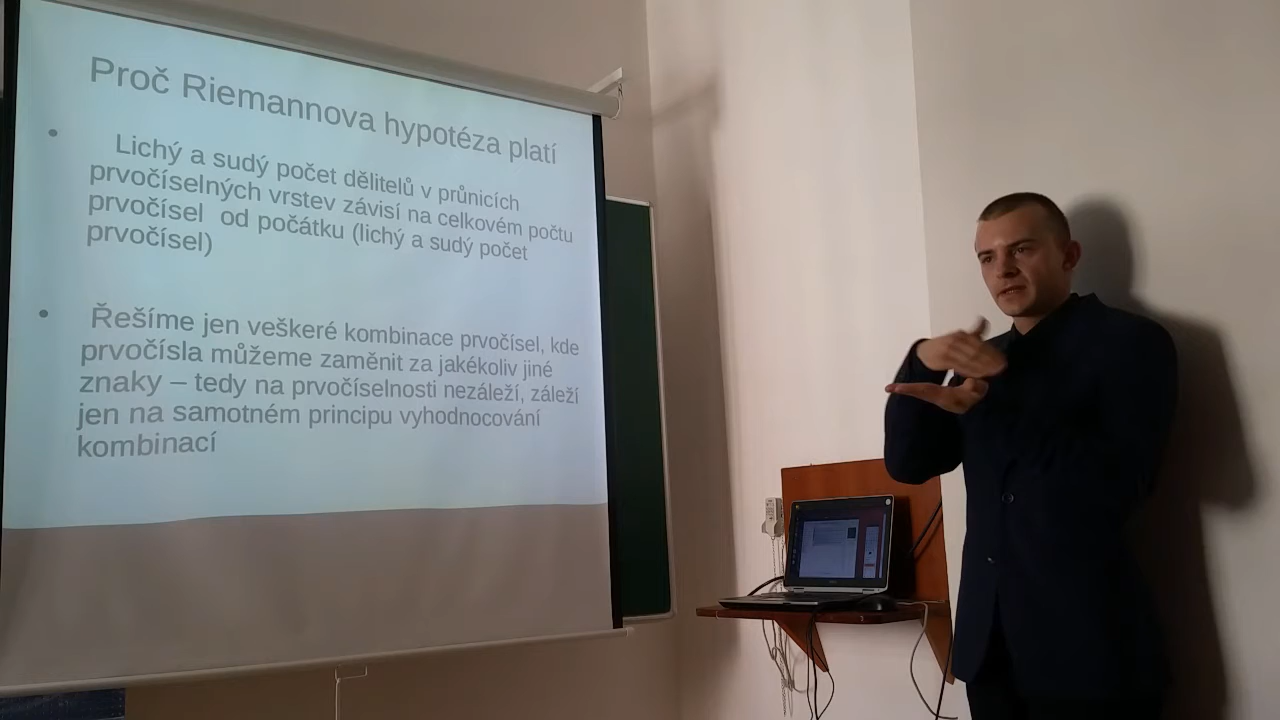 Proč Riemannova hypotéza platí
• Lichý a sudý počet dělitelů v průnicích
prvočíselných vrstev závisí na celkovém počtu
prvočísel od počátku (lichý a sudý počet
prvočísel)
• Řešíme jen veškeré kombinace prvočísel, kde
prvočísla můžeme zaměnit za jakékoliv jiné
znaky – tedy na prvočíselnosti nezáleží, záleží
jen na samotném principu vyhodnocování
kombinací